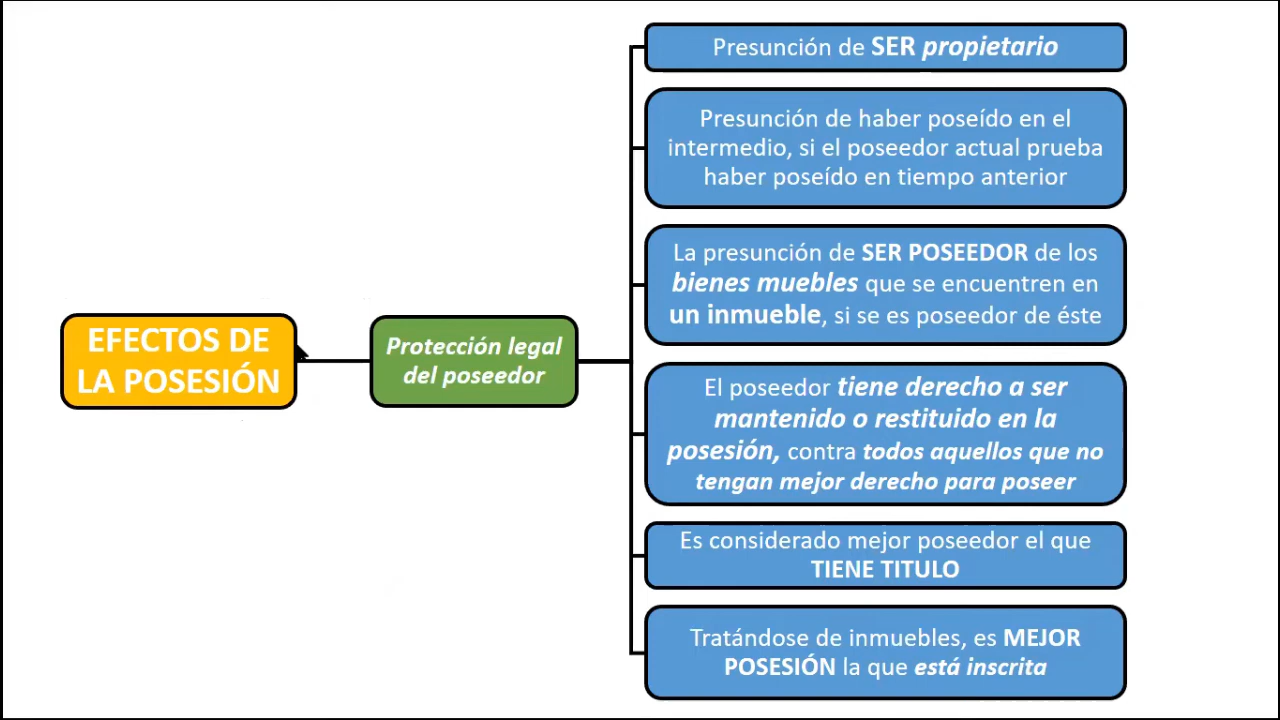 EFECTOS DE
LA POSESIÓN
Protección legal
del poseedor
Presunción de SER propietario
Presunción de haber poseído en el
intermedio, si el poseedor actual prueba
haber poseído en tiempo anterior
La presunción de SER POSEEDOR de los
bienes muebles que se encuentren en
un inmueble, si se es poseedor de éste
El poseedor tiene derecho a ser
mantenido o restituido en la
posesión, contra todos aquellos que no
tengan mejor derecho para poseer
Es considerado mejor poseedor el que
TIENE TITULO
Tratándose de inmuebles, es MEJOR
POSESIÓN la que está inscrita